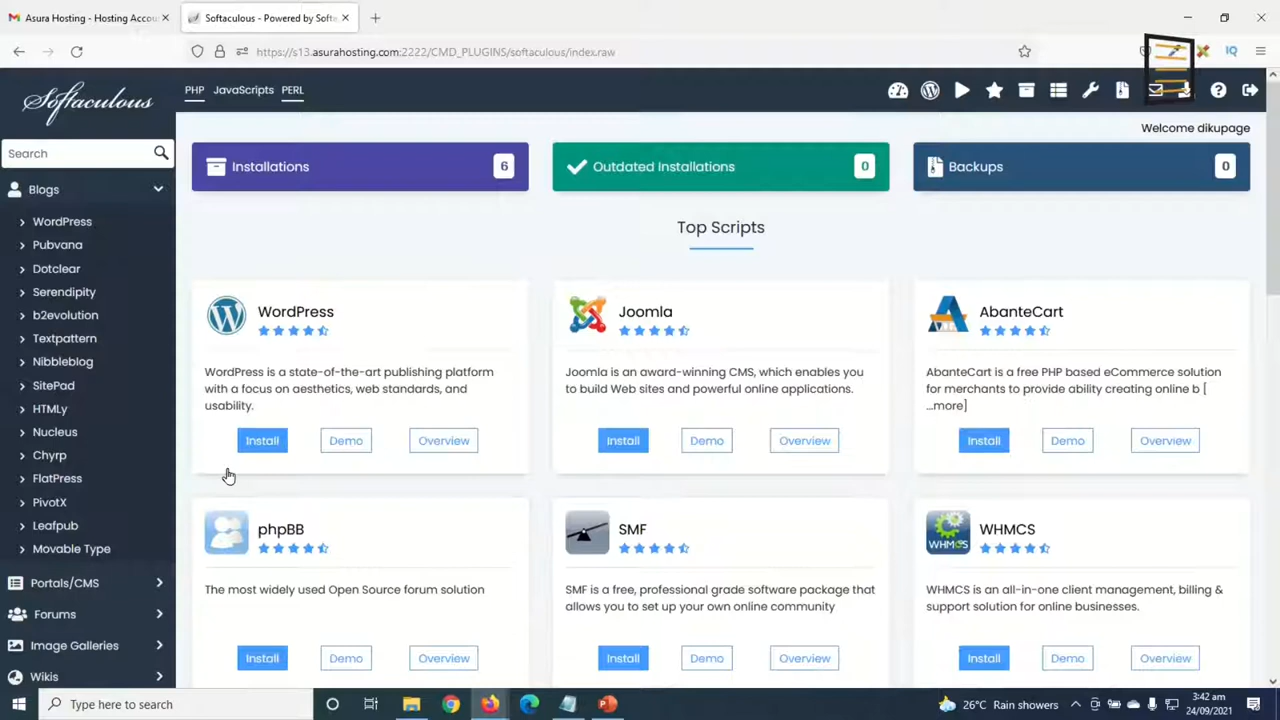 Asura Hosting - Hosting Accou
Softaculous - Powered by Softa
https://s13.asurahosting.com:2222/CMD_PLUGINS/softaculous/index.raw
IQ
Softaculous
PHP
JavaScripts
PERL
Welcome dikupage
Search
Installations
6
Outdated Installations
0
Backups
0
Blogs
WordPress
Pubvana
Dotclear
Serendipity
b2evolution
Textpattern
Nibbleblog
SitePad
HTMLy
Nucleus
Chyrp
FlatPress
PivotX
Leafpub
Movable Type
Portals/CMS
Forums
Image Galleries
Wikis
Top Scripts
WordPress
WordPress is a state-of-the-art publishing platform
with a focus on aesthetics, web standards, and
usability.
Install
Demo
Overview
Joomla
Joomla is an award-winning CMS, which enables you
to build Web sites and powerful online applications.
Install
Demo
Overview
AbanteCart
AbanteCart is a free PHP based eCommerce solution
for merchants to provide ability creating online b [
...more]
Install
Demo
Overview
phpBB
The most widely used Open Source forum solution
Install
Demo
Overview
SMF
SMF is a free, professional grade software package that
allows you to set up your own online community
Install
Demo
Overview
WHMCS
WHMCS
WHMCS is an all-in-one client management, billing &
support solution for online businesses.
Install
Demo
Overview
Type here to search
26°C Rain showers
3:42 am
24/09/2021